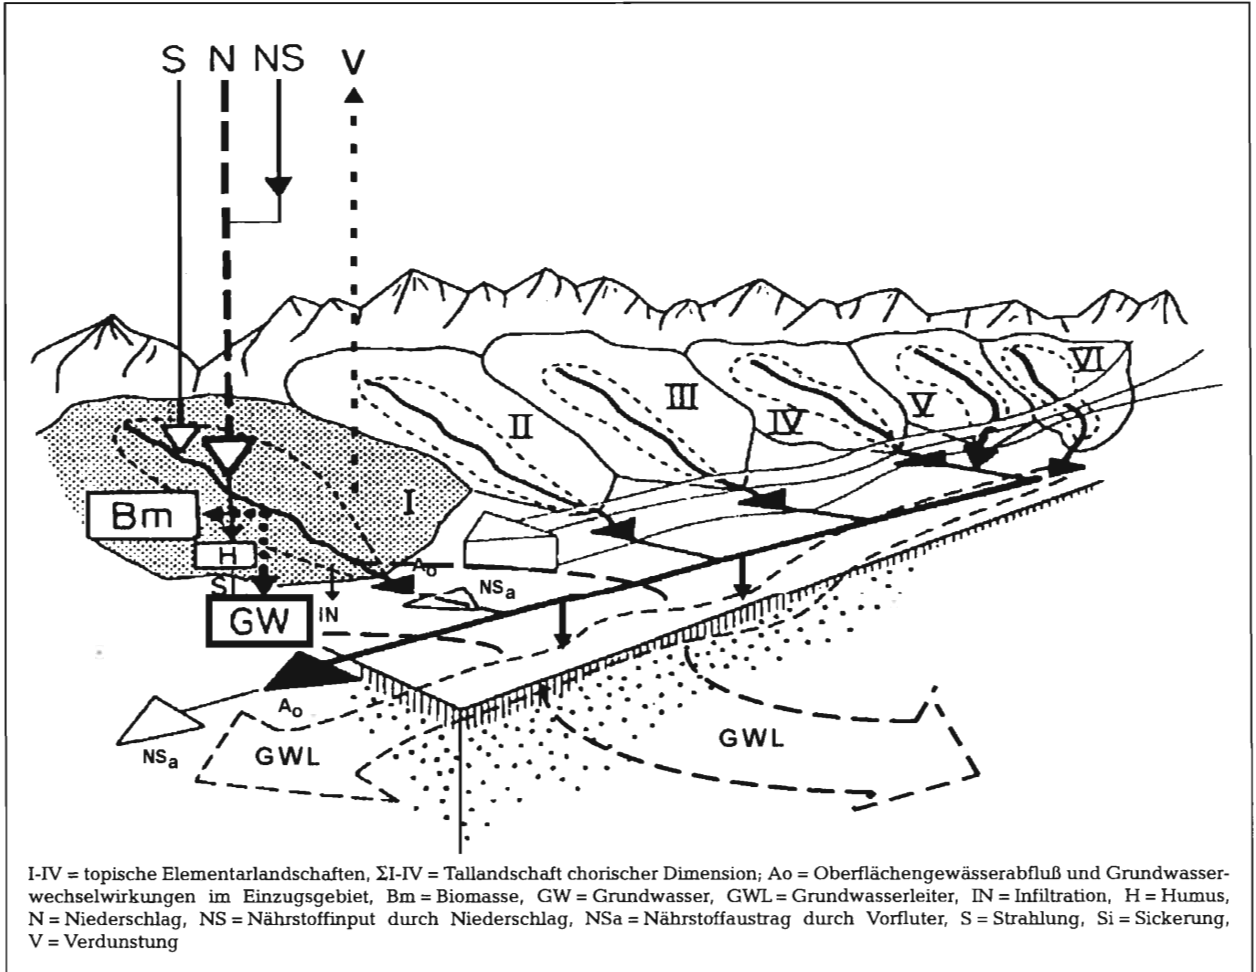 S N NS V
VI
III
II
IV
V
I
Bm
H
Ao
NSa
Si
IN
GW
Ao
GWL
NSa
GWL
I-IV = topische Elementarlandschaften, ΣI-IV = Tallandschaft chorischer Dimension; Ao = Oberflächengewässerabfluß und Grundwasser-
wechselwirkungen im Einzugsgebiet, Bm = Biomasse, GW = Grundwasser, GWL = Grundwasserleiter, IN = Infiltration, H = Humus,
N = Niederschlag, NS = Nährstoffinput durch Niederschlag, NSa = Nährstoffaustrag durch Vorfluter, S = Strahlung, Si = Sickerung,
V = Verdunstung